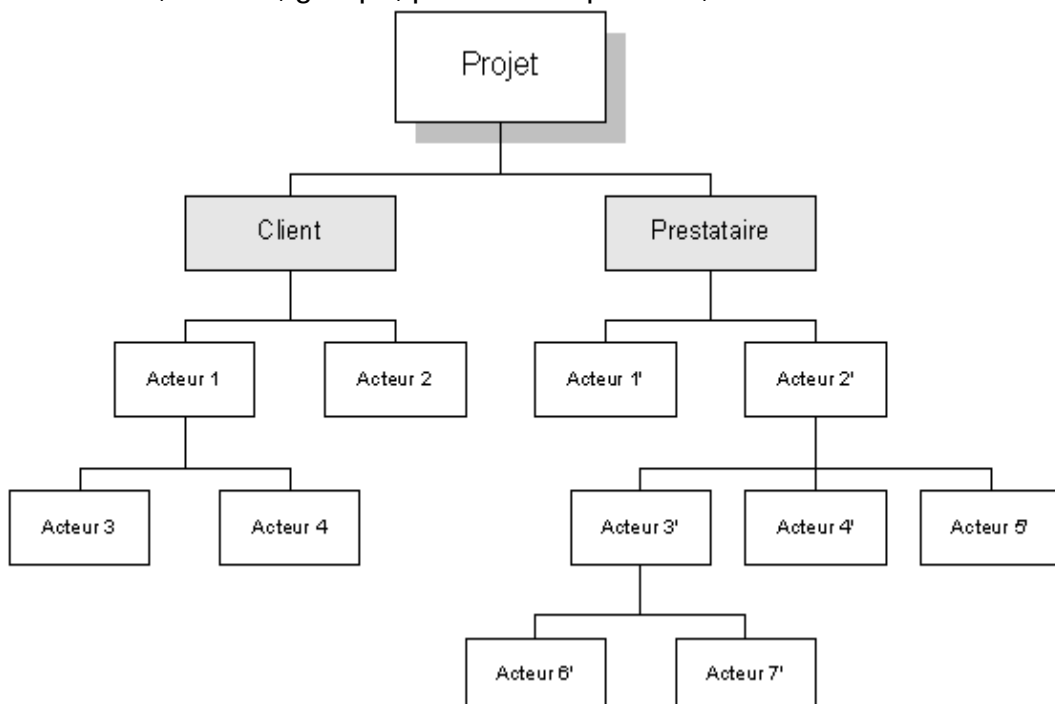 Projet
Client
Prestataire
Acteur 1
Acteur 2
Acteur 1'
Acteur 2'
Acteur 3
Acteur 4
Acteur 3'
Acteur 4'
Acteur 5'
Acteur 6'
Acteur 7'